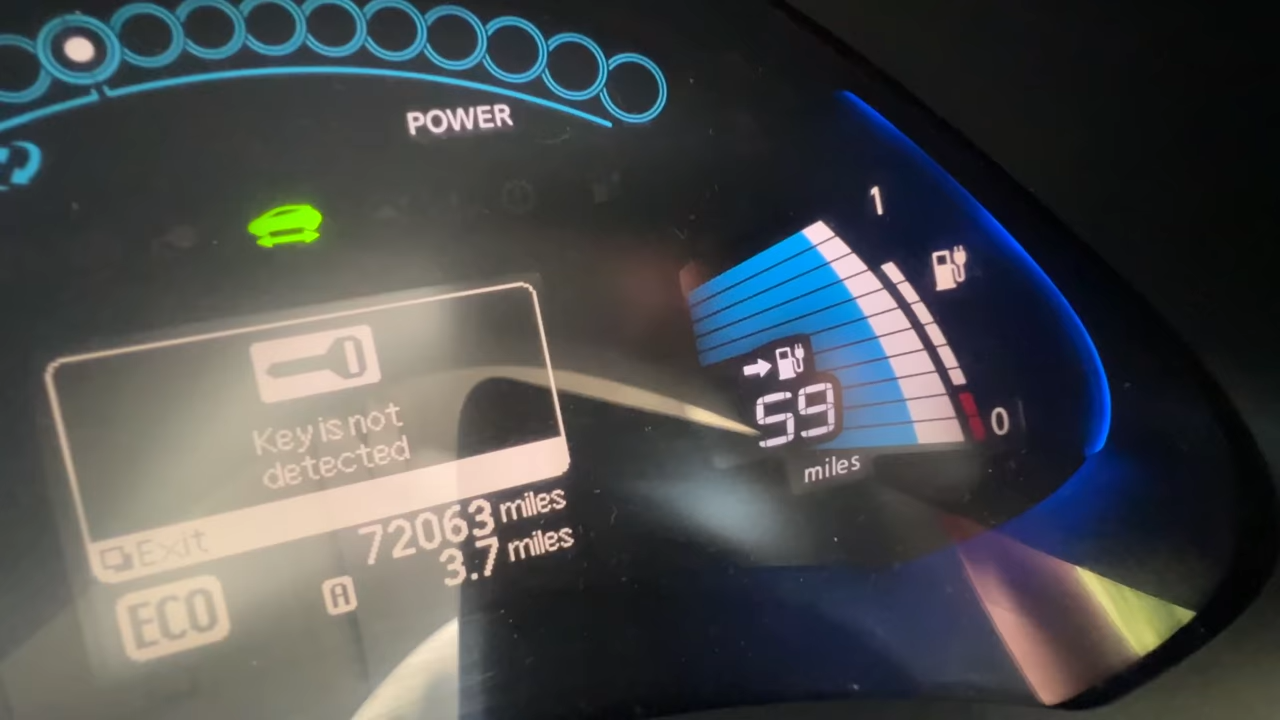 POWER
1
Key is not
detected
Exit
72063 miles
3.7 miles
ECO
A
59
miles
0